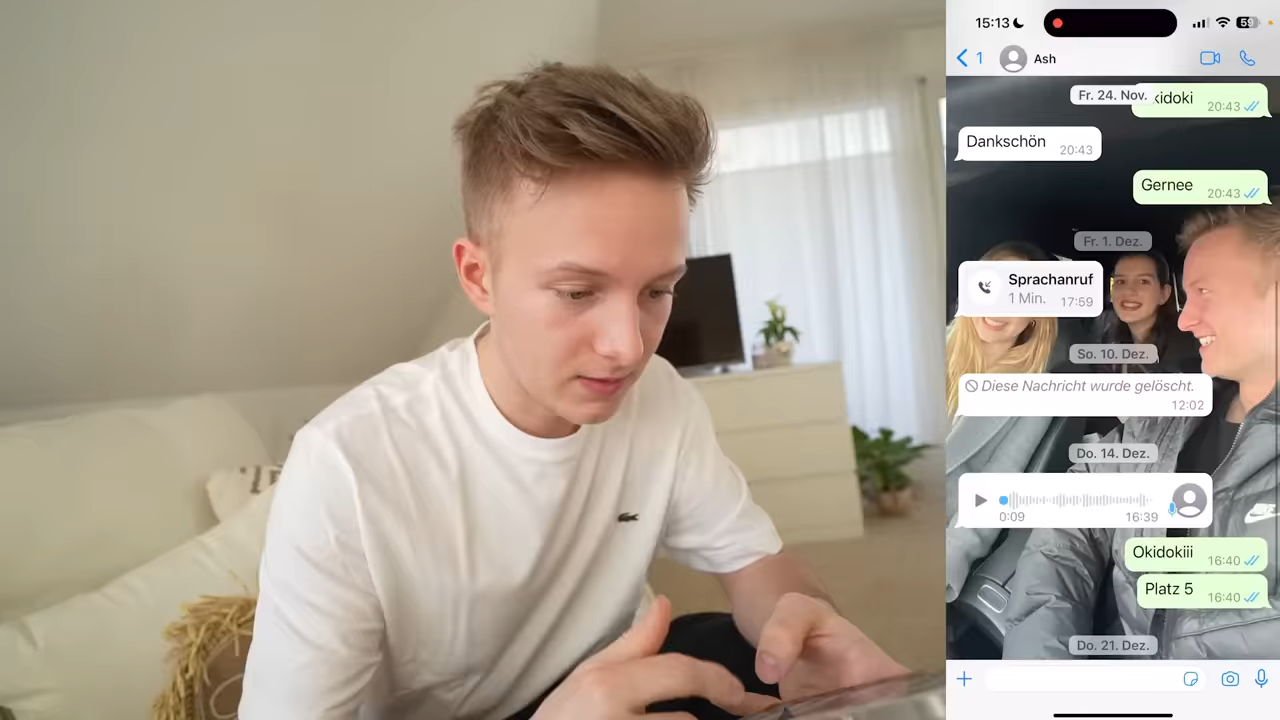 15:13
59
1
Ash
Fr. 24. Nov.
kidoki
20:43
Dankschön
20:43
Gernee
20:43
Fr. 1. Dez.
Sprachanruf
1 Min.
17:59
So. 10. Dez.
Diese Nachricht wurde gelöscht.
12:02
Do. 14. Dez.
0:09
16:39
Okidokiii
16:40
Platz 5
16:40
Do. 21. Dez.